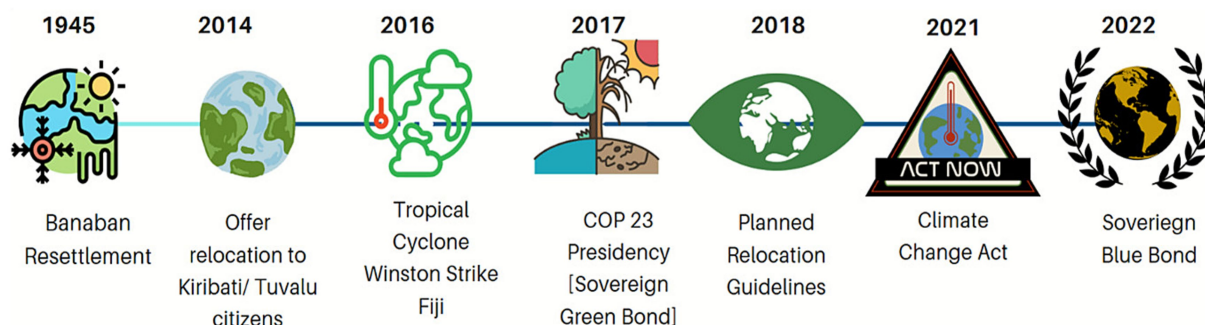 1945
2014
2016
2017
2018
2021
2022
ACT NOW
Banaban
Resettlement
Offer
relocation to
Kiribati/ Tuvalu
citizens
Tropical
Cyclone
Winston Strike
Fiji
COP 23
Presidency
[Sovereign
Green Bond]
Planned
Relocation
Guidelines
Climate
Change Act
Soveriegn
Blue Bond